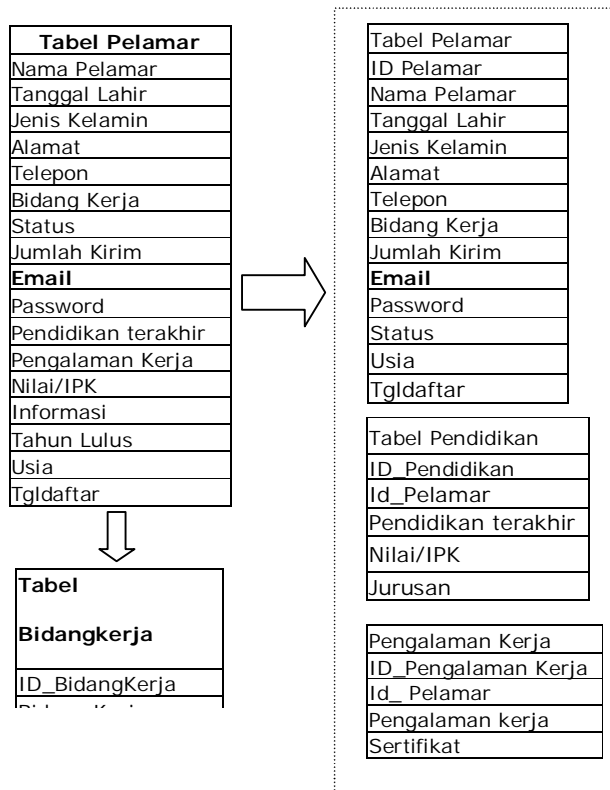 Tabel Pelamar
Nama Pelamar
Tanggal Lahir
Jenis Kelamin
Alamat
Telepon
Bidang Kerja
Status
Jumlah Kirim
Email
Password
Pendidikan terakhir
Pengalaman Kerja
Nilai/IPK
Informasi
Tahun Lulus
Usia
Tgldaftar
Tabel
Bidangkerja
ID_BidangKerja
Tabel Pelamar
ID Pelamar
Nama Pelamar
Tanggal Lahir
Jenis Kelamin
Alamat
Telepon
Bidang Kerja
Jumlah Kirim
Email
Password
Status
Usia
Tgldaftar
Tabel Pendidikan
ID_Pendidikan
Id_Pelamar
Pendidikan terakhir
Nilai/IPK
Jurusan
Pengalaman Kerja
ID_Pengalaman Kerja
Id_ Pelamar
Pengalaman kerja
Sertifikat